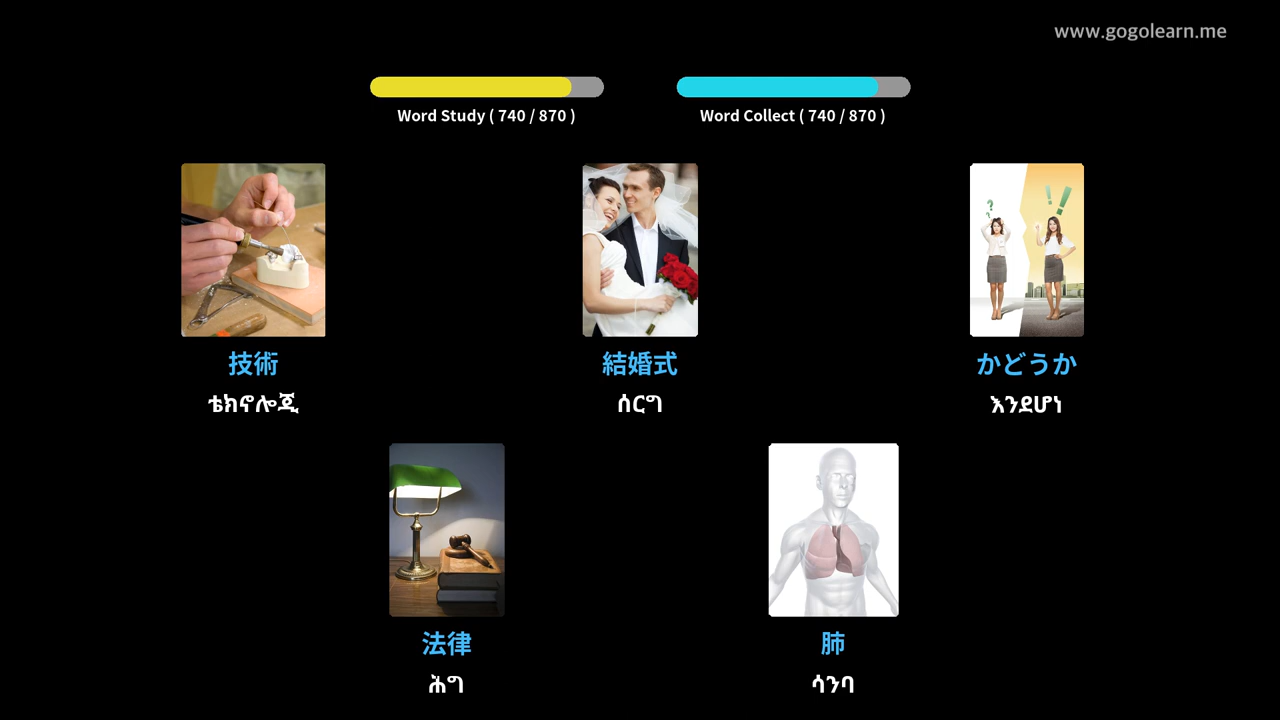 www.gogolearn.me
Word Study ( 740 / 870 )
Word Collect ( 740 / 870 )
技術
ቴክኖሎጂ
結婚式
ሰርግ
かどうか
እንደሆነ
法律
ሕግ
肺
ሳንባ